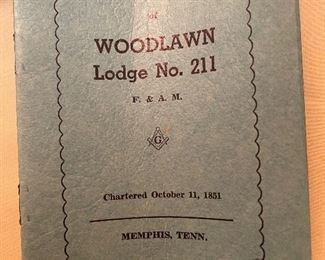 of
WOODLAWN
Lodge No. 211
F. & A. M.
G
Chartered October 11, 1851
MEMPHIS, TENN.